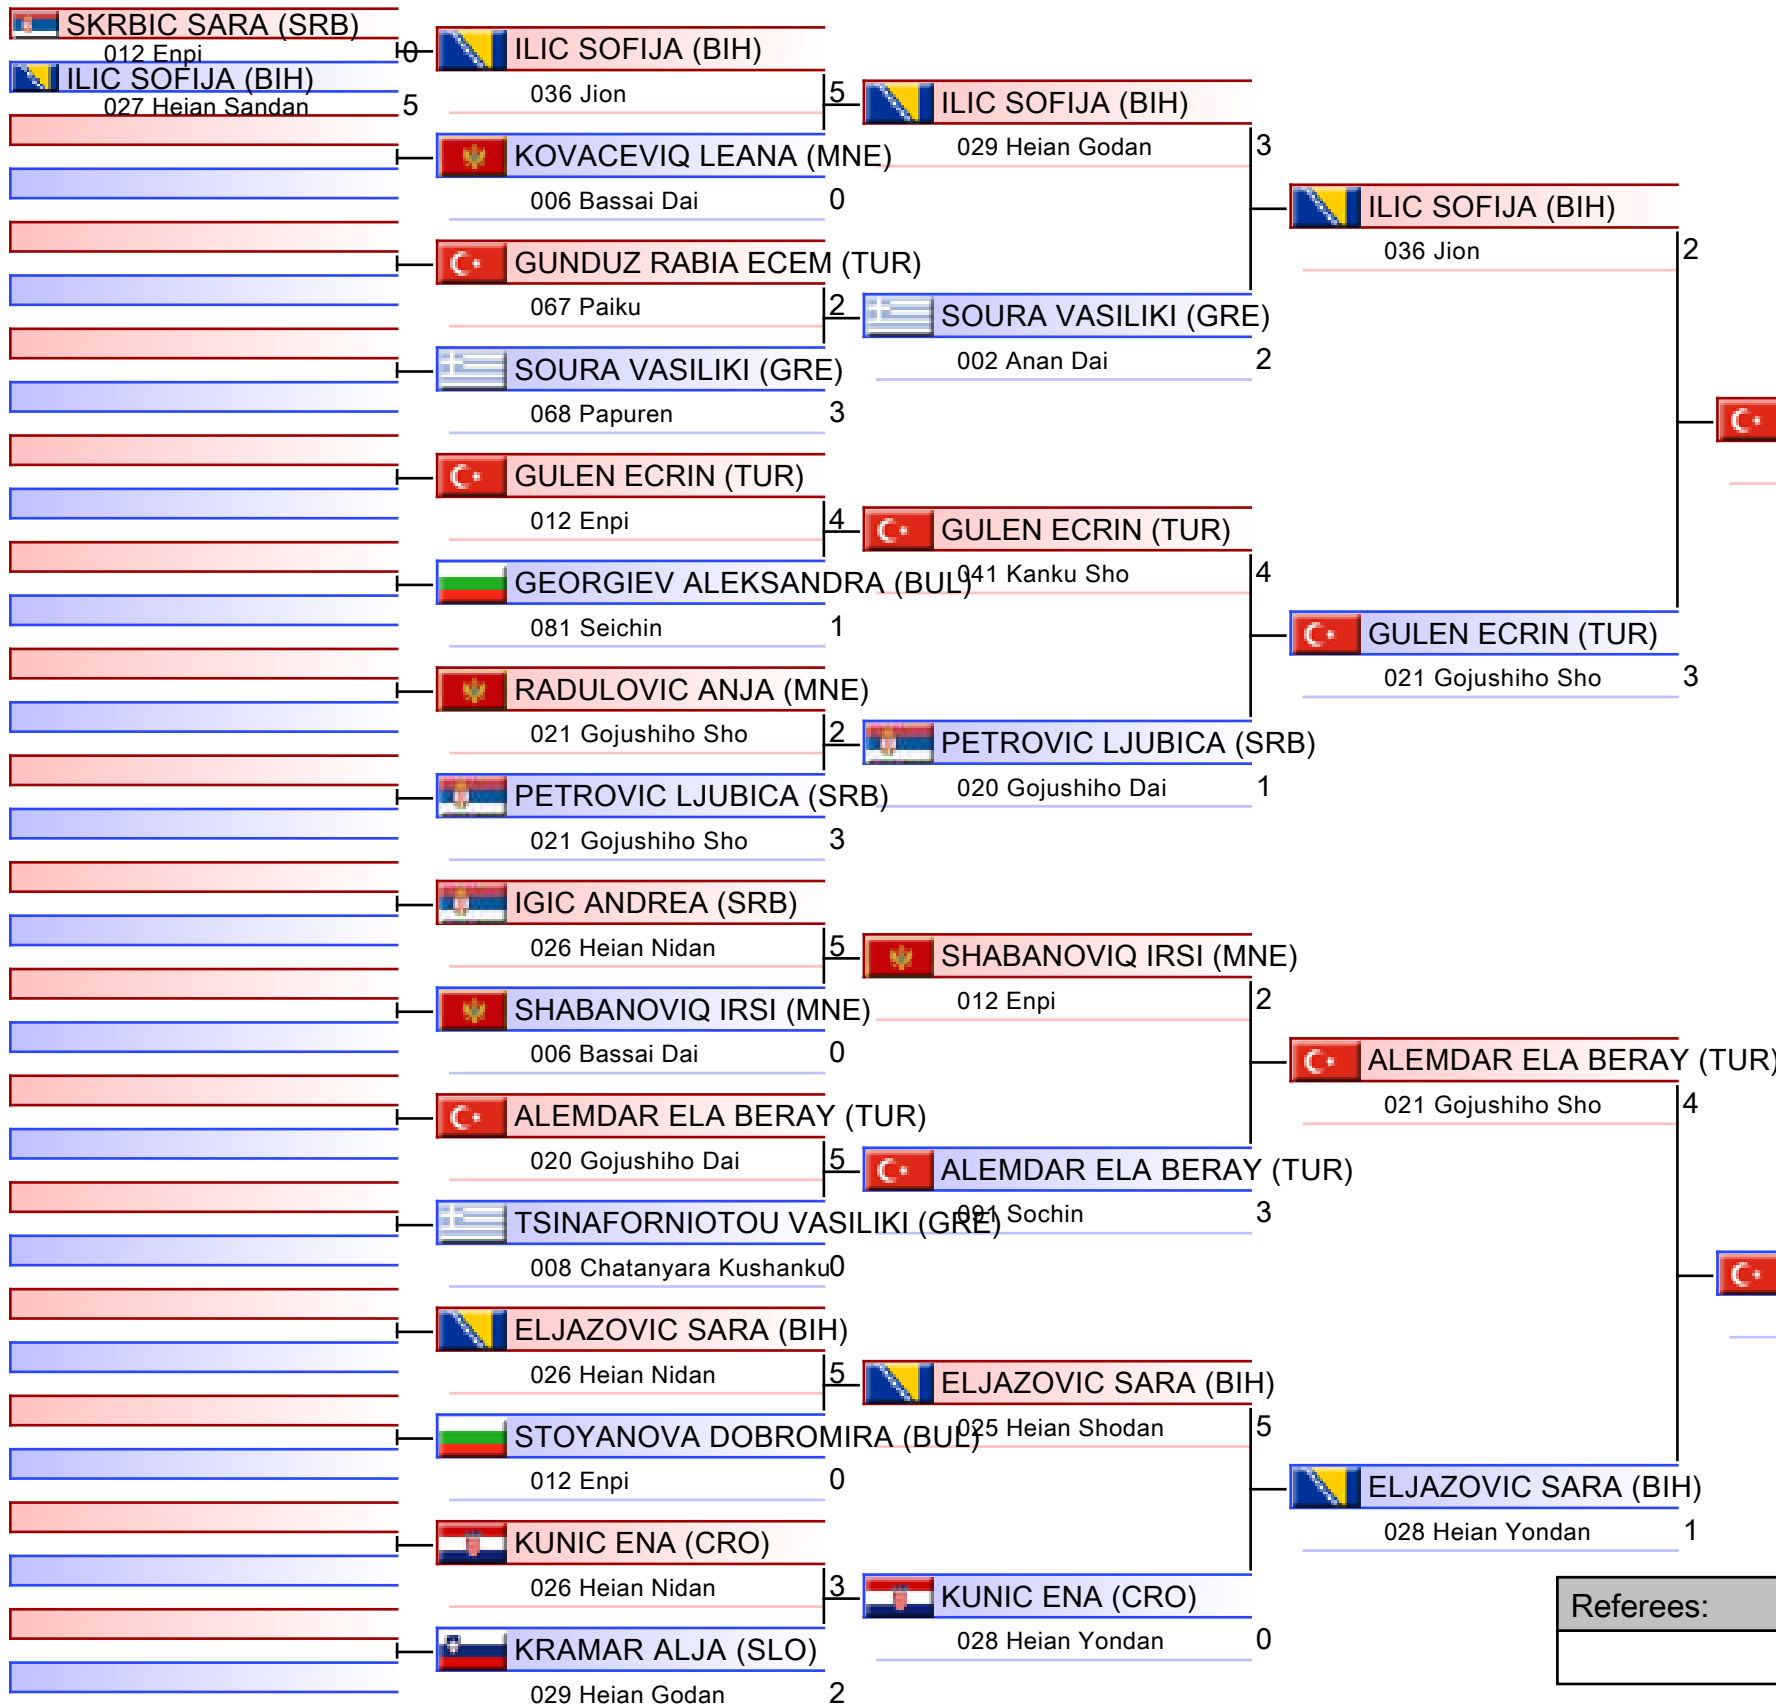 SKRBIC SARA (SRB)
012 Enpi
0
ILIC SOFIJA (BIH)
027 Heian Sandan
5
ILIC SOFIJA (BIH)
036 Jion
5
KOVACEVIQ LEANA (MNE)
006 Bassai Dai
0
GUNDUZ RABIA ECEM (TUR)
067 Paiku
2
SOURA VASILIKI (GRE)
068 Papuren
3
GULEN ECRIN (TUR)
012 Enpi
4
GEORGIEV ALEKSANDRA (BUL)
081 Seichin
1
RADULOVIC ANJA (MNE)
021 Gojushiho Sho
2
PETROVIC LJUBICA (SRB)
021 Gojushiho Sho
3
IGIC ANDREA (SRB)
026 Heian Nidan
5
SHABANOVIQ IRSI (MNE)
006 Bassai Dai
0
ALEMDAR ELA BERAY (TUR)
020 Gojushiho Dai
5
TSINAFORNIOTOU VASILIKI (GRE)
008 Chatanyara Kushanku
0
ELJAZOVIC SARA (BIH)
026 Heian Nidan
5
STOYANOVA DOBROMIRA (BUL)
012 Enpi
0
KUNIC ENA (CRO)
026 Heian Nidan
3
KRAMAR ALJA (SLO)
029 Heian Godan
2
ILIC SOFIJA (BIH)
029 Heian Godan
3
SOURA VASILIKI (GRE)
002 Anan Dai
2
GULEN ECRIN (TUR)
041 Kanku Sho
4
PETROVIC LJUBICA (SRB)
020 Gojushiho Dai
1
SHABANOVIQ IRSI (MNE)
012 Enpi
2
ALEMDAR ELA BERAY (TUR)
091 Sochin
3
ELJAZOVIC SARA (BIH)
025 Heian Shodan
5
KUNIC ENA (CRO)
028 Heian Yondan
0
ILIC SOFIJA (BIH)
036 Jion
2
GULEN ECRIN (TUR)
021 Gojushiho Sho
3
ALEMDAR ELA BERAY (TUR)
021 Gojushiho Sho
4
ELJAZOVIC SARA (BIH)
028 Heian Yondan
1
Referees: